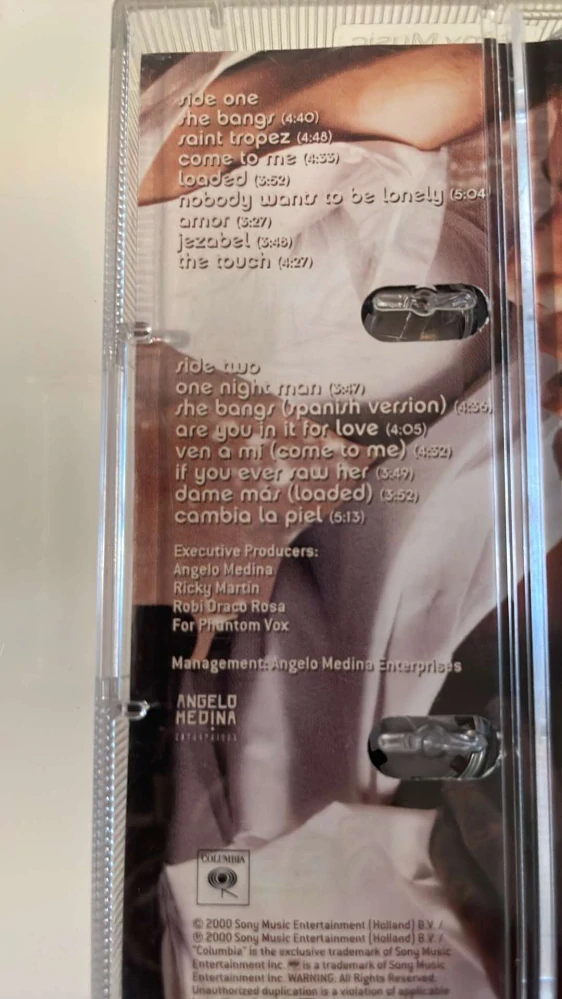 side one
she bangs (4:40)
saint tropez (4:48)
come to me (4:33)
loaded (3:52)
nobody wants to be lonely (5:04
amor (3:27)
jezabel (3:48)
the touch (4:27)
side two
one night man (3:47)
she bangs (spanish version) (4:36)
are you in it for love (4:05)
ven a mi (come to me) (4:32)
if you ever saw her (3:49)
dame más (loaded) (3:52)
cambia la piel (5:13)
Executive Producers:
Angelo Medina
Ricky Martin
Robi Draco Rosa
For Phantom Vox
Management: Angelo Medina Enterprises
ANGELO
MEDINA
ENTERPRISES
COLUMBIA
© 2000 Sony Music Entertainment (Holland) B.V. /
℗ 2000 Sony Music Entertainment (Holland) B.V. /
"Columbia" is the exclusive trademark of Sony Music
Entertainment Inc. is a trademark of Sony Music
Entertainment Inc. WARNING: All Rights Reserved.
Unauthorized duplication is a violation of applicable